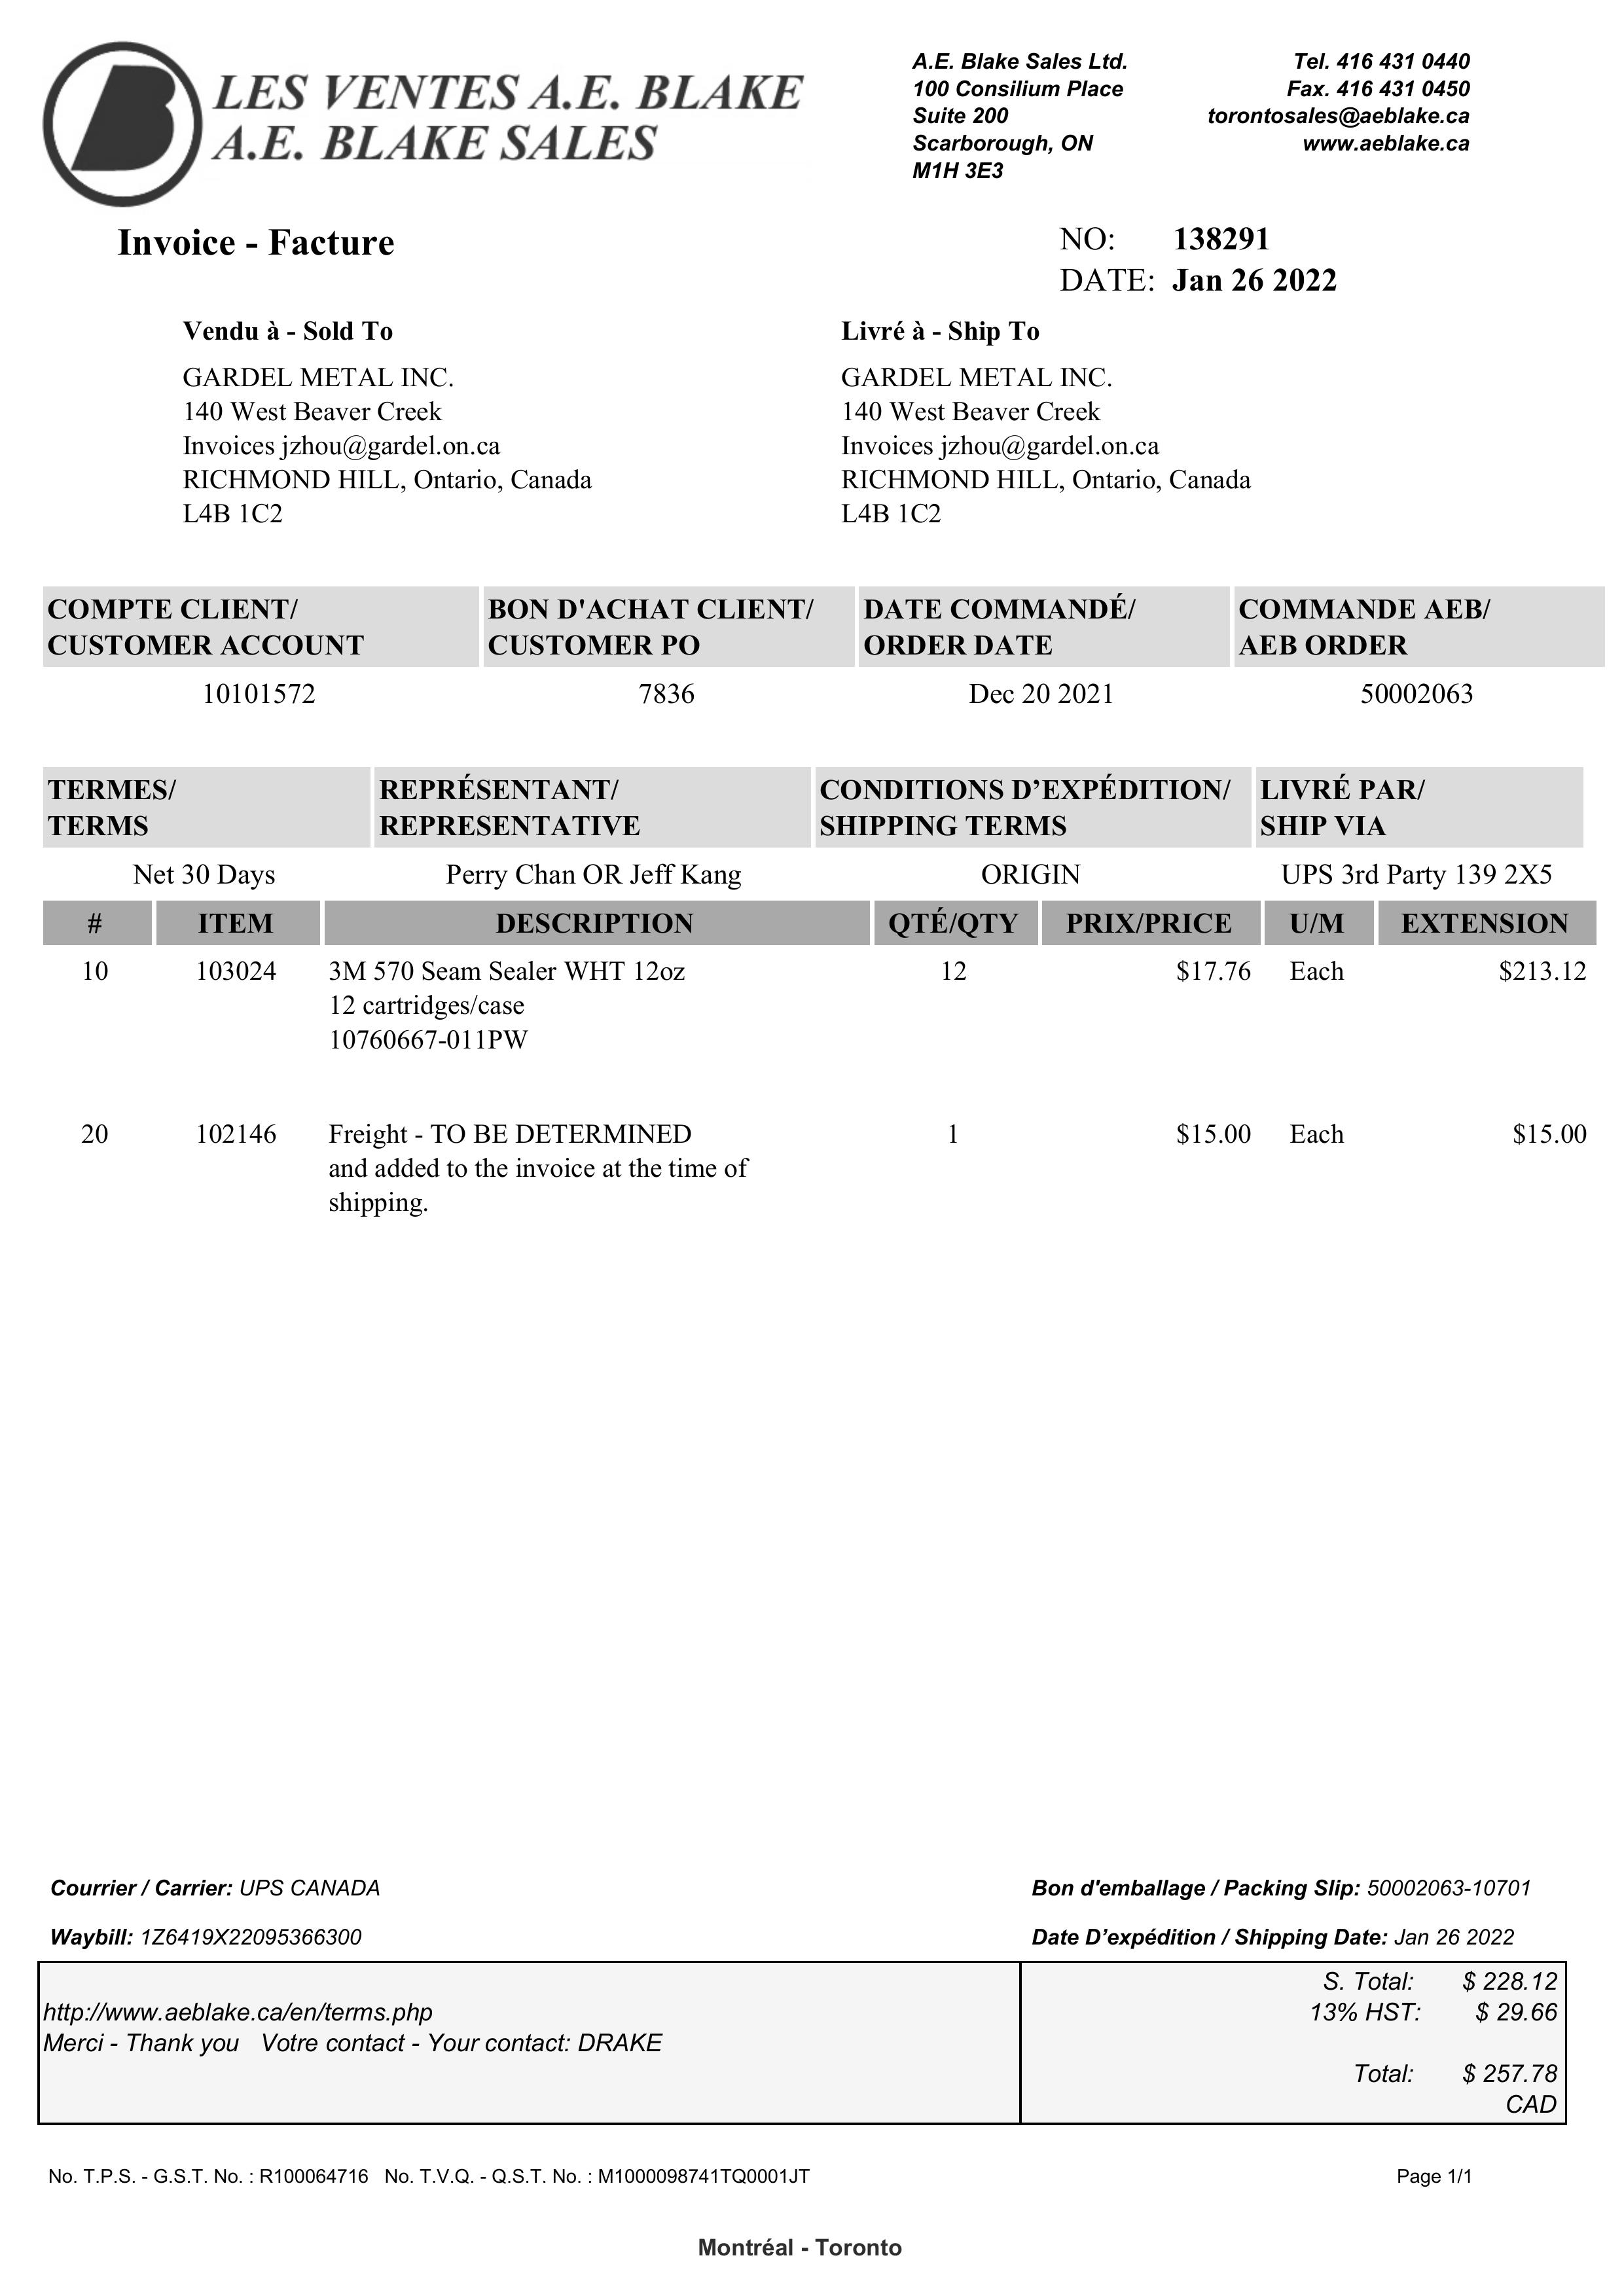 LES VENTES A.E. BLAKE
A.E. BLAKE SALES
A.E. Blake Sales Ltd.
100 Consilium Place
Suite 200
Scarborough, ON
M1H 3E3
Tel. 416 431 0440
Fax. 416 431 0450
torontosales@aeblake.ca
www.aeblake.ca
Invoice - Facture
NO: 138291
DATE: Jan 26 2022
Vendu à - Sold To
GARDEL METAL INC.
140 West Beaver Creek
Invoices jzhou@gardel.on.ca
RICHMOND HILL, Ontario, Canada
L4B 1C2
Livré à - Ship To
GARDEL METAL INC.
140 West Beaver Creek
Invoices jzhou@gardel.on.ca
RICHMOND HILL, Ontario, Canada
L4B 1C2
COMPTE CLIENT/ BON D'ACHAT CLIENT/ DATE COMMANDÉ/ COMMANDE AEB/
CUSTOMER ACCOUNT CUSTOMER PO ORDER DATE AEB ORDER
10101572 7836 Dec 20 2021 50002063
TERMES/ REPRÉSENTANT/ CONDITIONS D’EXPÉDITION/ LIVRÉ PAR/
TERMS REPRESENTATIVE SHIPPING TERMS SHIP VIA
Net 30 Days Perry Chan OR Jeff Kang ORIGIN UPS 3rd Party 139 2X5
# ITEM DESCRIPTION QTÉ/QTY PRIX/PRICE U/M EXTENSION
10 103024 3M 570 Seam Sealer WHT 12oz 12 $17.76 Each $213.12
12 cartridges/case
10760667-011PW
20 102146 Freight - TO BE DETERMINED 1 $15.00 Each $15.00
and added to the invoice at the time of
shipping.
Courrier / Carrier: UPS CANADA Bon d'emballage / Packing Slip: 50002063-10701
Waybill: 1Z6419X22095366300 Date D’expédition / Shipping Date: Jan 26 2022
http://www.aeblake.ca/en/terms.php
Merci - Thank you Votre contact - Your contact: DRAKE
S. Total: $ 228.12
13% HST: $ 29.66
Total: $ 257.78
CAD
No. T.P.S. - G.S.T. No. : R100064716 No. T.V.Q. - Q.S.T. No. : M1000098741TQ0001JT Page 1/1
Montréal - Toronto